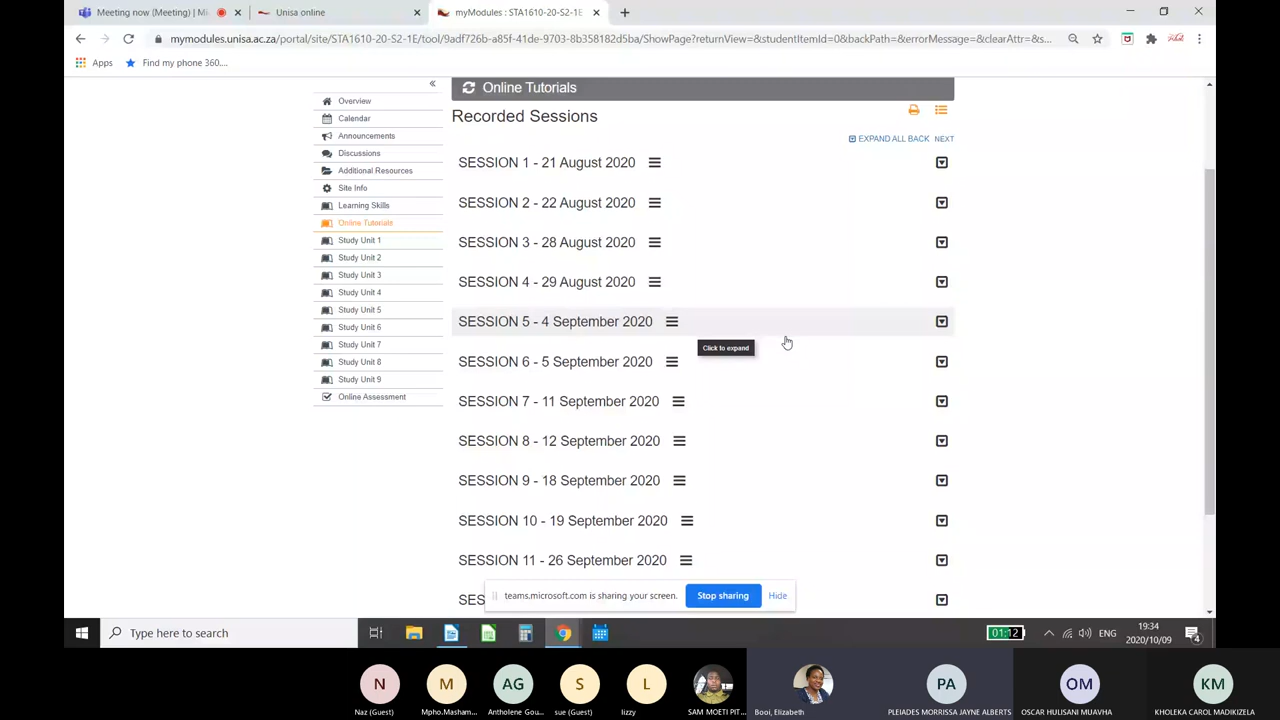 Meeting now (Meeting) | Mi
Unisa online
myModules : STA1610-20-S2-1E
mymodules.unisa.ac.za/portal/site/STA1610-20-S2-1E/tool/9adf726b-a85f-41de-9703-8b358182d5ba/ShowPage?returnView=&studentItemId=0&backPath=&errorMessage=&clearAttr=&s...
Apps
Find my phone 360....
Online Tutorials
Recorded Sessions
EXPAND ALL BACK NEXT
Overview
Calendar
Announcements
Discussions
Additional Resources
Site Info
Learning Skills
Online Tutorials
Study Unit 1
Study Unit 2
Study Unit 3
Study Unit 4
Study Unit 5
Study Unit 6
Study Unit 7
Study Unit 8
Study Unit 9
Online Assessment
SESSION 1 - 21 August 2020
SESSION 2 - 22 August 2020
SESSION 3 - 28 August 2020
SESSION 4 - 29 August 2020
SESSION 5 - 4 September 2020
Click to expand
SESSION 6 - 5 September 2020
SESSION 7 - 11 September 2020
SESSION 8 - 12 September 2020
SESSION 9 - 18 September 2020
SESSION 10 - 19 September 2020
SESSION 11 - 26 September 2020
SES
teams.microsoft.com is sharing your screen.
Stop sharing
Hide
Type here to search
01:12
ENG
19:34
2020/10/09
4
N
M
AG
S
L
PA
OM
KM
Naz (Guest)
Mpho.Masham...
Antholene Gou...
sue (Guest)
lizzy
SAM MOETI PIT...
Booi, Elizabeth
PLEIADES MORRISSA JAYNE ALBERTS
OSCAR HULISANI MUAVHA
KHOLEKA CAROL MADIKIZELA